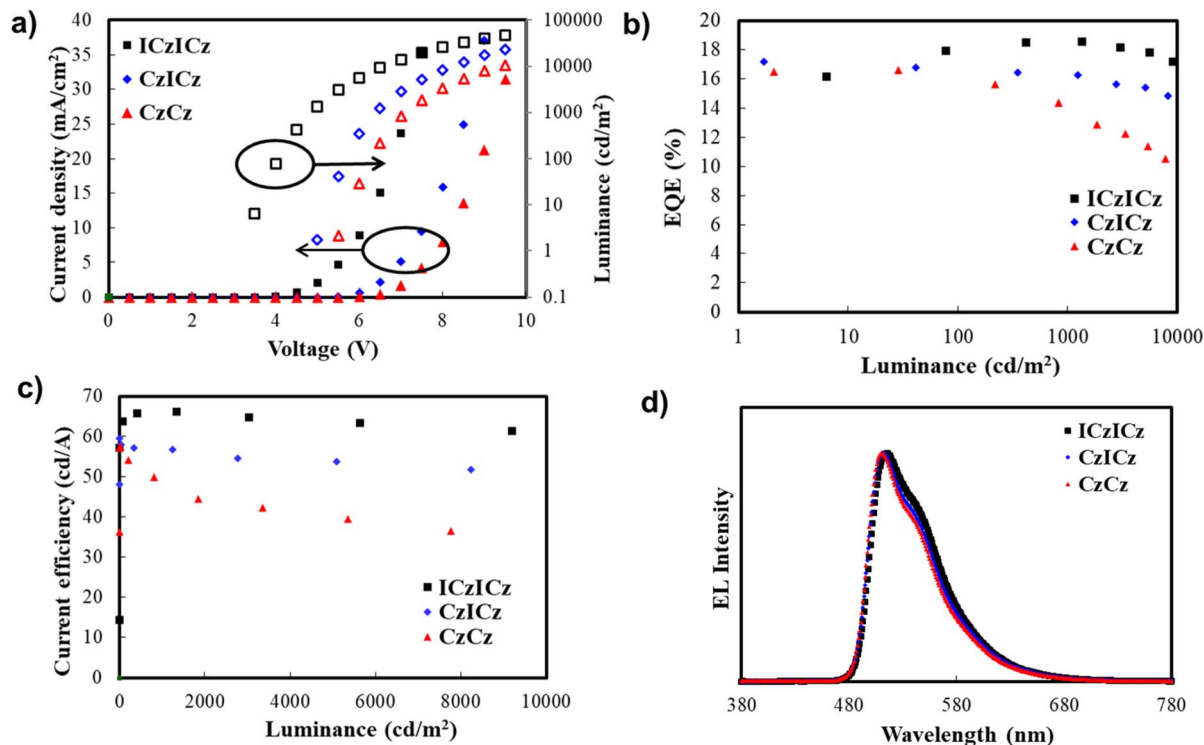 a)
40
35
30
25
20
15
10
5
0
Current density (mA/cm²)
ICzICz
CzICz
CzCz
100000
10000
1000
100
10
1
0.1
Luminance (cd/m²)
0 2 4 6 8 10
Voltage (V)
b)
20
18
16
14
12
10
8
6
4
2
0
EQE (%)
ICzICz
CzICz
CzCz
1 10 100 1000 10000
Luminance (cd/m²)
c)
70
60
50
40
30
20
10
0
Current efficiency (cd/A)
ICzICz
CzICz
CzCz
0 2000 4000 6000 8000 10000
Luminance (cd/m²)
d)
ICzICz
CzICz
CzCz
EL Intensity
380 480 580 680 780
Wavelength (nm)